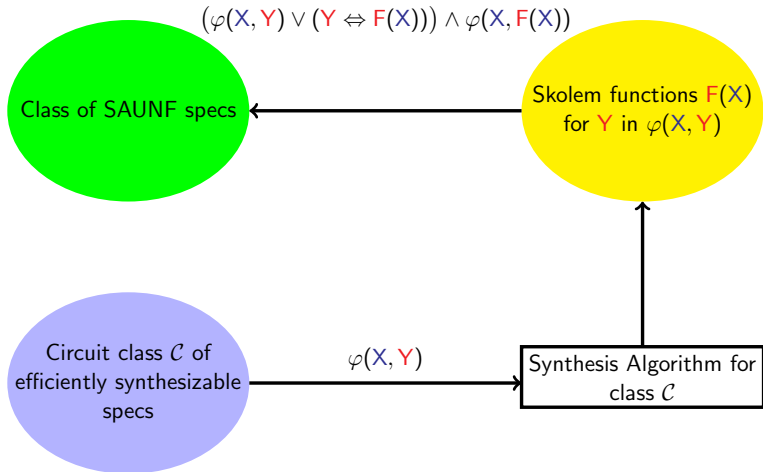 (φ(X, Y) ∨ (Y ⇔ F(X))) ∧ φ(X, F(X))
Class of SAUNF specs
Skolem functions F(X)
for Y in φ(X, Y)
Circuit class 𝒞 of
efficiently synthesizable
specs
φ(X, Y)
Synthesis Algorithm for
class 𝒞